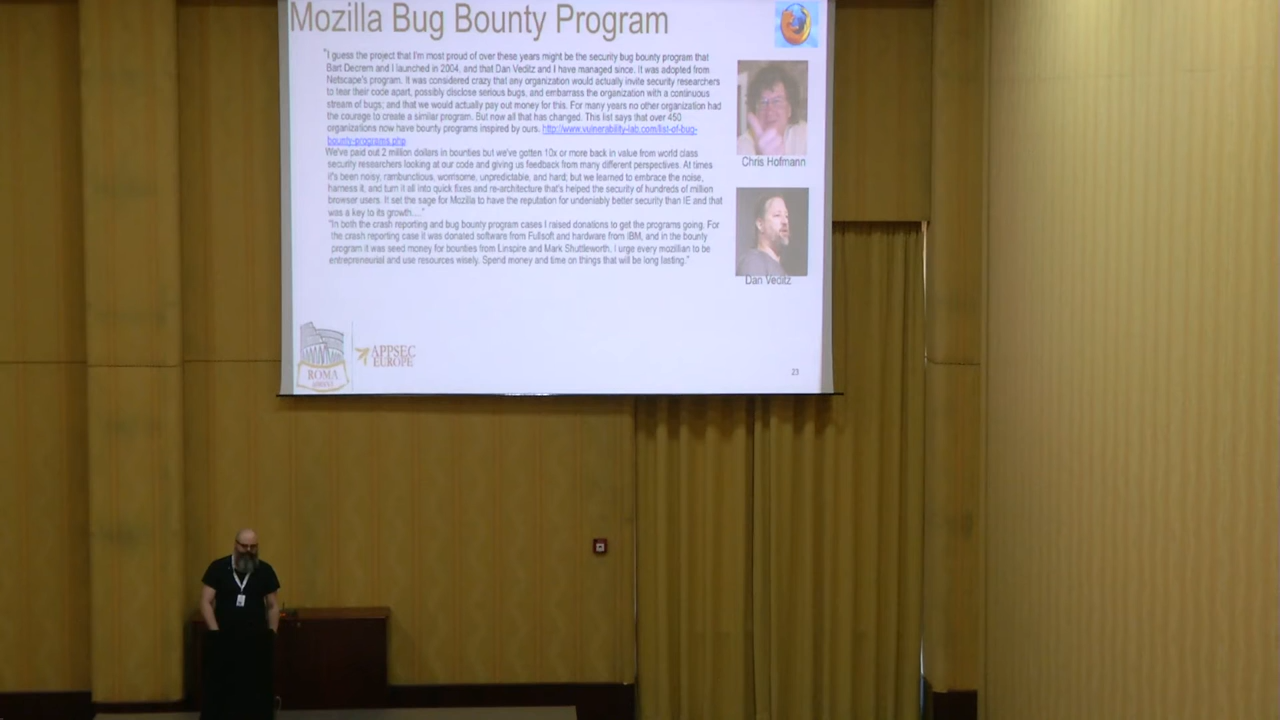 Mozilla Bug Bounty Program
"I guess the project that I'm most proud of over these years might be the security bug bounty program that
Bart Decrem and I launched in 2004, and that Dan Veditz and I have managed since. It was adopted from
Netscape's program. It was considered crazy that any organization would actually invite security researchers
to tear their code apart, possibly disclose serious bugs, and embarrass the organization with a continuous
stream of bugs; and that we would actually pay out money for this. For many years no other organization had
the courage to create a similar program. But now all that has changed. This list says that over 450
organizations now have bounty programs inspired by ours. http://www.vulnerability-lab.com/list-of-bug-
bounty-programs.php
We've paid out 2 million dollars in bounties but we've gotten 10x or more back in value from world class
security researchers looking at our code and giving us feedback from many different perspectives. At times
it's been noisy, rambunctious, worrisome, unpredictable, and hard; but we learned to embrace the noise,
harness it, and turn it all into quick fixes and re-architecture that's helped the security of hundreds of million
browser users. It set the sage for Mozilla to have the reputation for undeniably better security than IE and that
was a key to its growth...."
"In both the crash reporting and bug bounty program cases I raised donations to get the programs going. For
the crash reporting case it was donated software from Fullsoft and hardware from IBM, and in the bounty
program it was seed money for bounties from Linspire and Mark Shuttleworth. I urge every mozillian to be
entrepreneurial and use resources wisely. Spend money and time on things that will be long lasting."
Chris Hofmann
Dan Veditz
ROMA
APPSEC
EUROPE
23